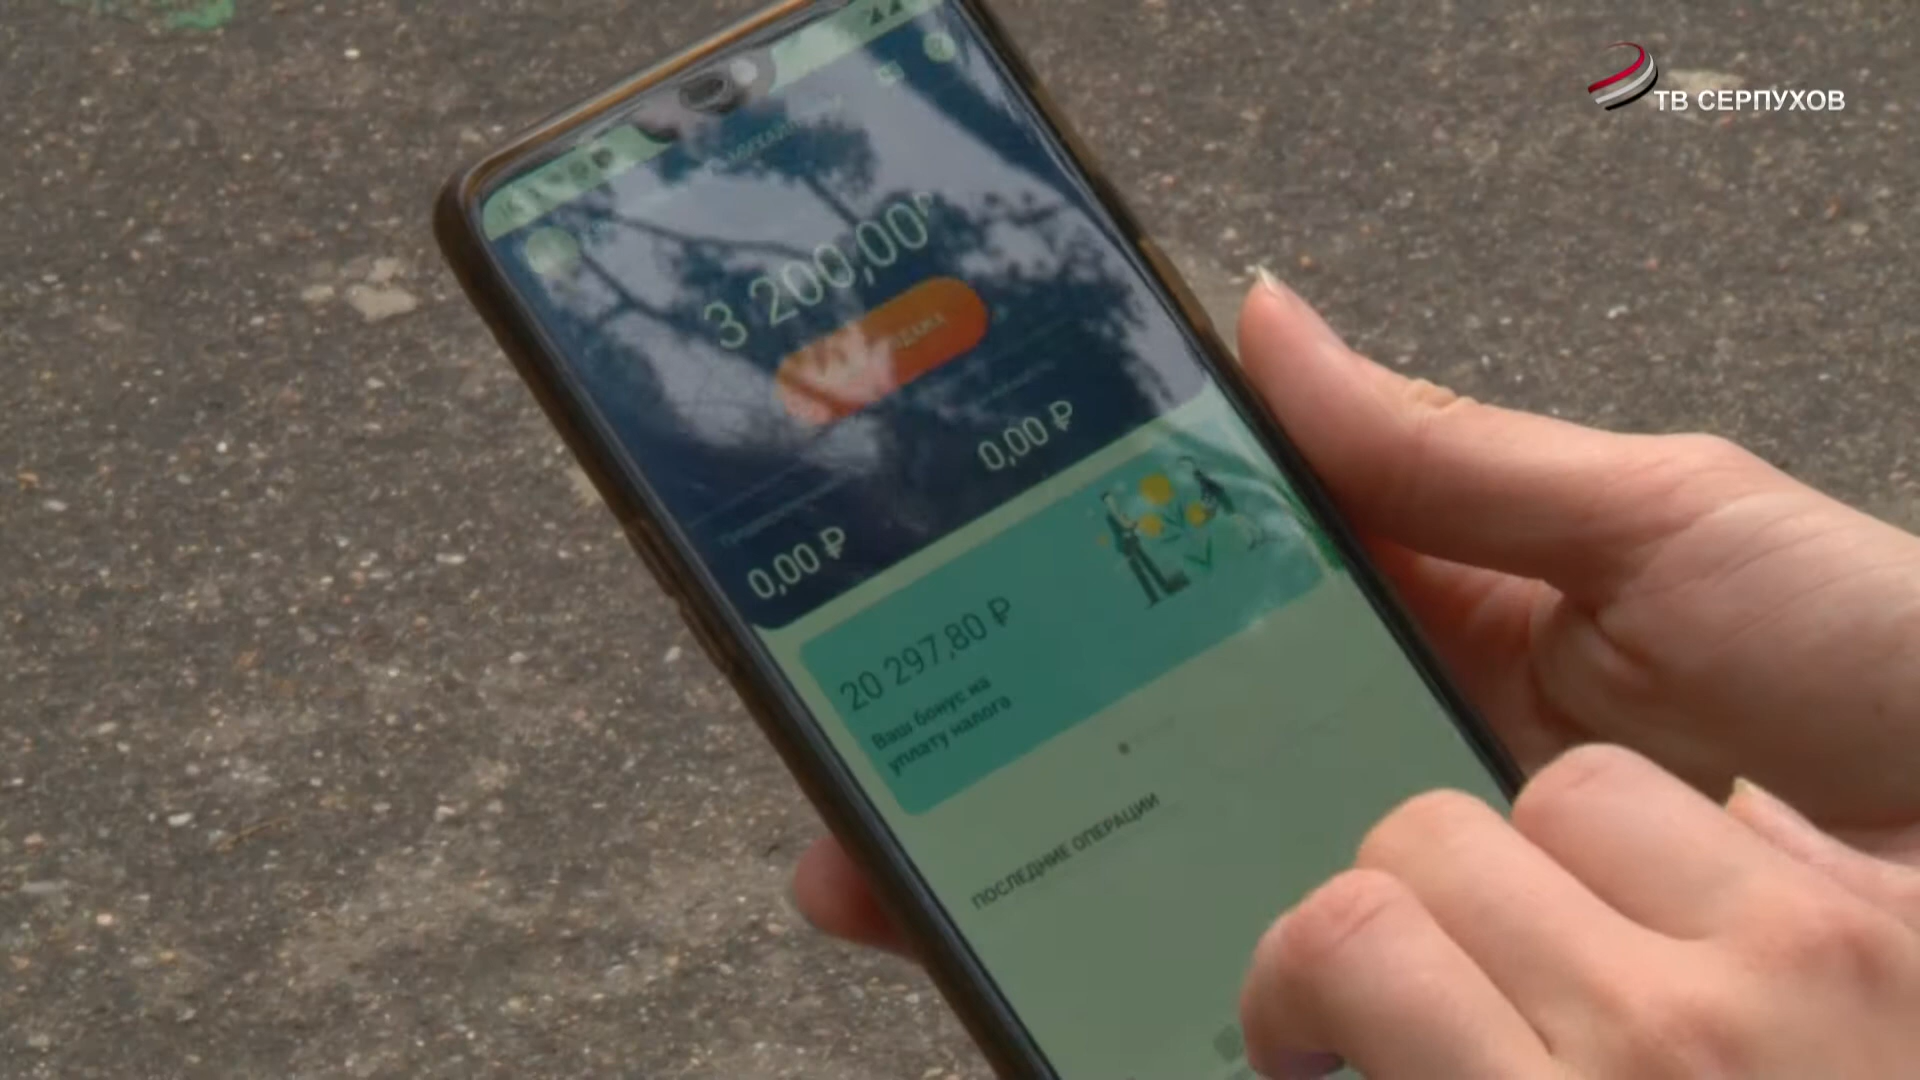 ТВ СЕРПУХОВ
3 200,00
0,00 ₽
0,00 ₽
20 297,80 ₽
Ваш бонус на
уплату налога
ПОСЛЕДНИЕ ОПЕРАЦИИ